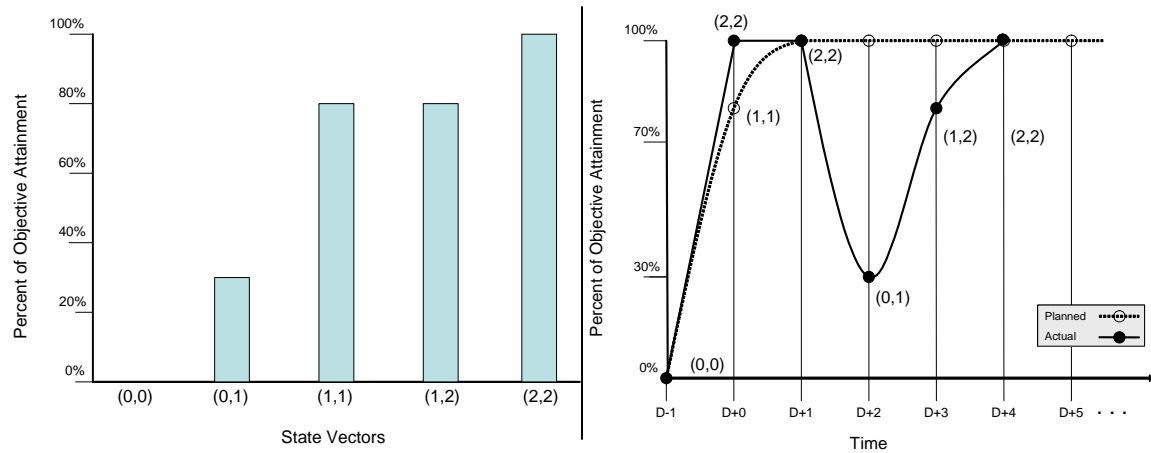 Percent of Objective Attainment
100%
80%
60%
40%
20%
0%
(0,0) (0,1) (1,1) (1,2) (2,2)
State Vectors
Percent of Objective Attainment
100%
70%
30%
0%
(2,2)
(2,2)
(1,1)
(1,2)
(2,2)
(0,1)
(0,0)
Planned
Actual
D-1 D+0 D+1 D+2 D+3 D+4 D+5 · · ·
Time